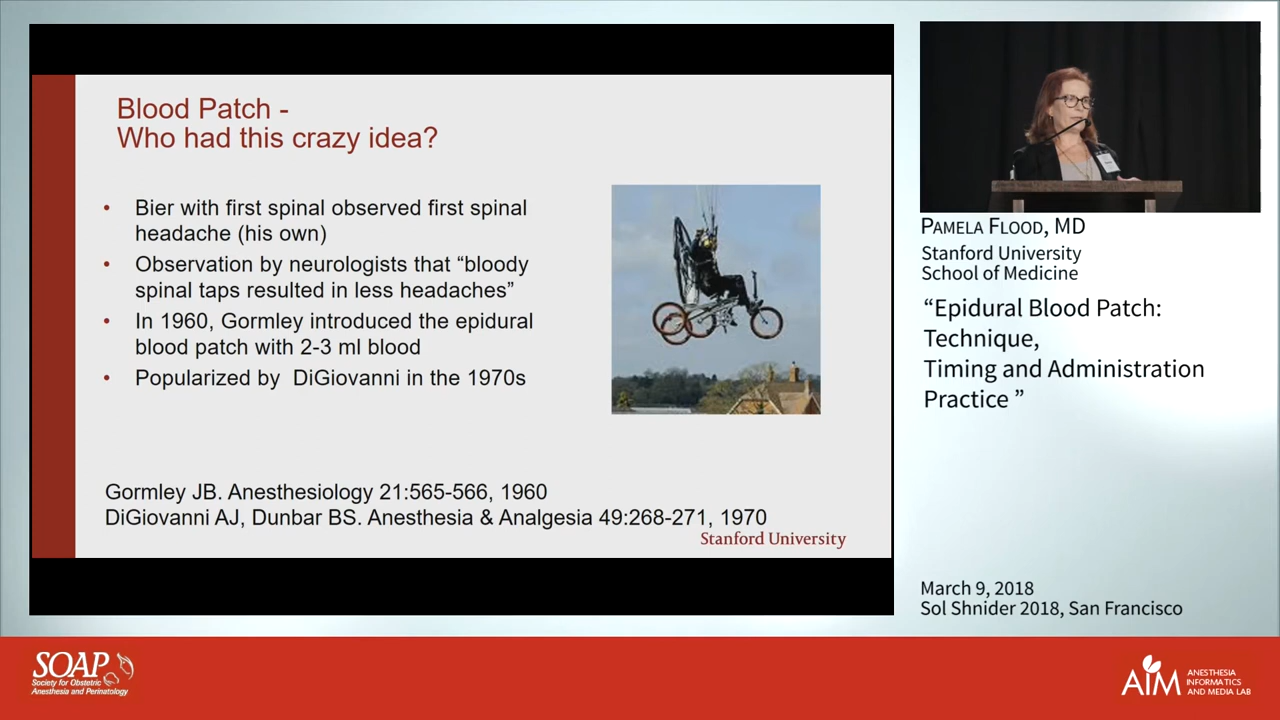 Blood Patch -
Who had this crazy idea?
• Bier with first spinal observed first spinal
headache (his own)
• Observation by neurologists that “bloody
spinal taps resulted in less headaches”
• In 1960, Gormley introduced the epidural
blood patch with 2-3 ml blood
• Popularized by  DiGiovanni in the 1970s
Gormley JB. Anesthesiology 21:565-566, 1960
DiGiovanni AJ, Dunbar BS. Anesthesia & Analgesia 49:268-271, 1970
Stanford University
PAMELA FLOOD, MD
Stanford University
School of Medicine
“Epidural Blood Patch:
Technique,
Timing and Administration
Practice ”
March 9, 2018
Sol Shnider 2018, San Francisco
SOAP
Society for Obstetric
Anesthesia and Perinatology
AIM
ANESTHESIA
INFORMATICS
AND MEDIA LAB